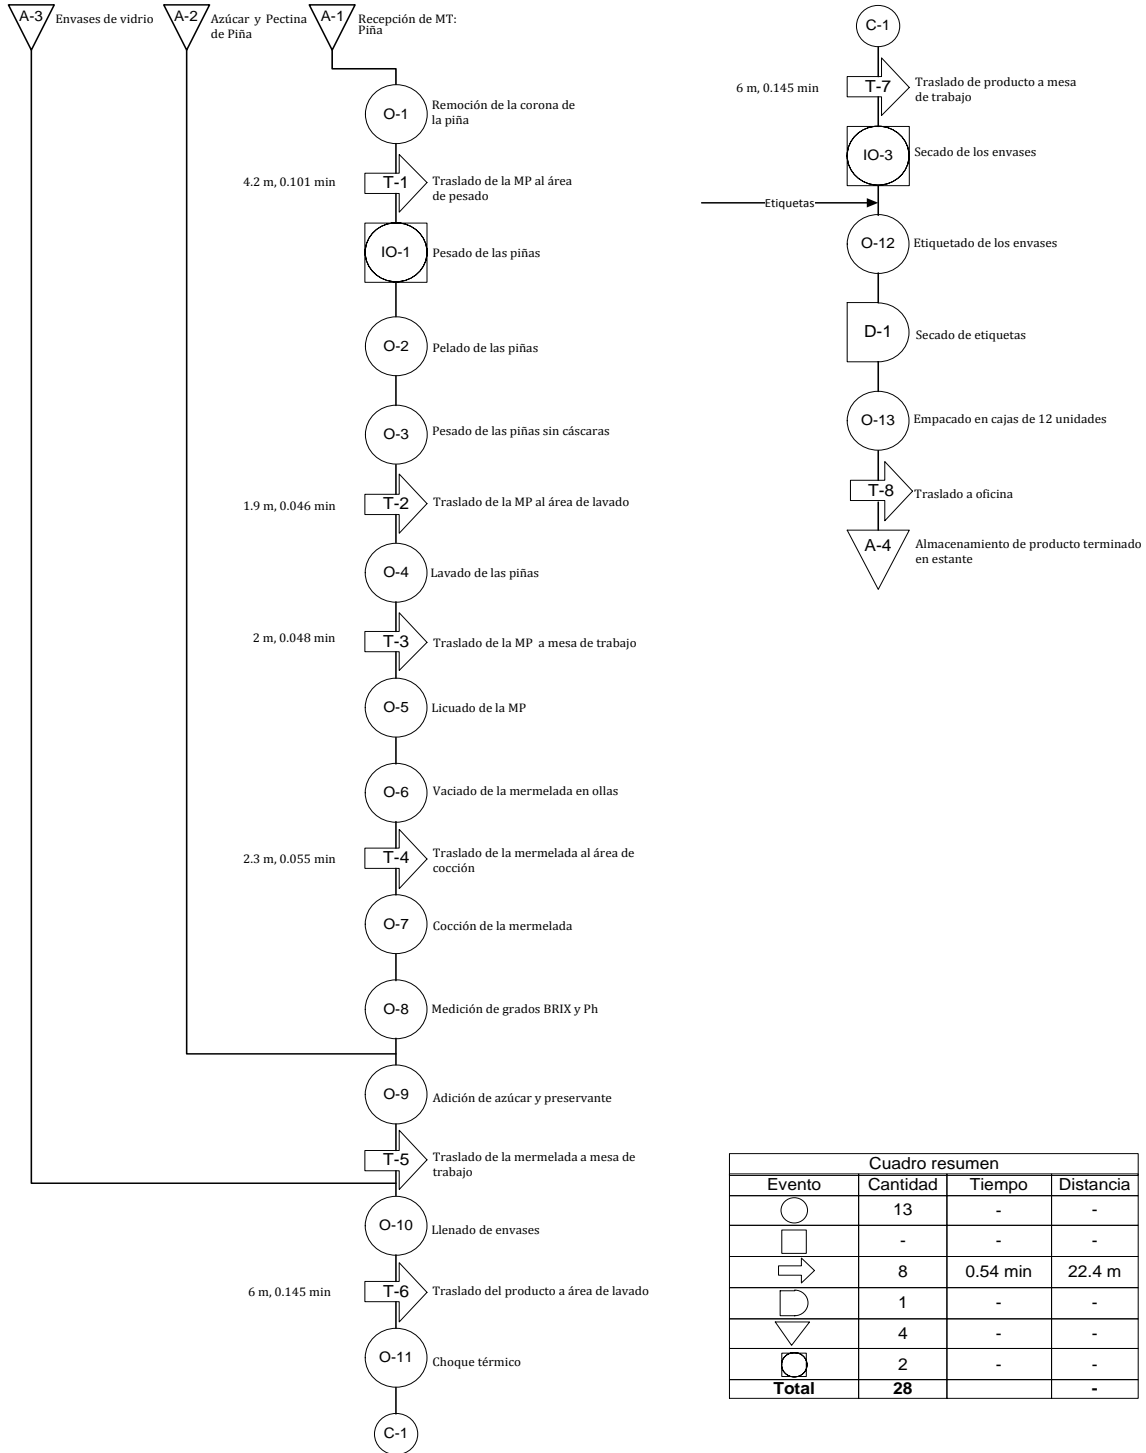 A-3 Envases de vidrio
A-2 Azúcar y Pectina
de Piña
A-1 Recepción de MT:
Piña
O-1 Remoción de la corona de
la piña
4.2 m, 0.101 min T-1 Traslado de la MP al área
de pesado
IO-1 Pesado de las piñas
O-2 Pelado de las piñas
O-3 Pesado de las piñas sin cáscaras
1.9 m, 0.046 min T-2 Traslado de la MP al área de lavado
O-4 Lavado de las piñas
2 m, 0.048 min T-3 Traslado de la MP a mesa de trabajo
O-5 Licuado de la MP
O-6 Vaciado de la mermelada en ollas
2.3 m, 0.055 min T-4 Traslado de la mermelada al área de
cocción
O-7 Cocción de la mermelada
O-8 Medición de grados BRIX y Ph
O-9 Adición de azúcar y preservante
T-5 Traslado de la mermelada a mesa de
trabajo
O-10 Llenado de envases
6 m, 0.145 min T-6 Traslado del producto a área de lavado
O-11 Choque térmico
C-1
C-1
6 m, 0.145 min T-7 Traslado de producto a mesa
de trabajo
IO-3 Secado de los envases
Etiquetas
O-12 Etiquetado de los envases
D-1 Secado de etiquetas
O-13 Empacado en cajas de 12 unidades
T-8 Traslado a oficina
A-4 Almacenamiento de producto terminado
en estante
Cuadro resumen
Evento Cantidad Tiempo Distancia
13 - -
- - -
8 0.54 min 22.4 m
1 - -
4 - -
2 - -
Total 28 -